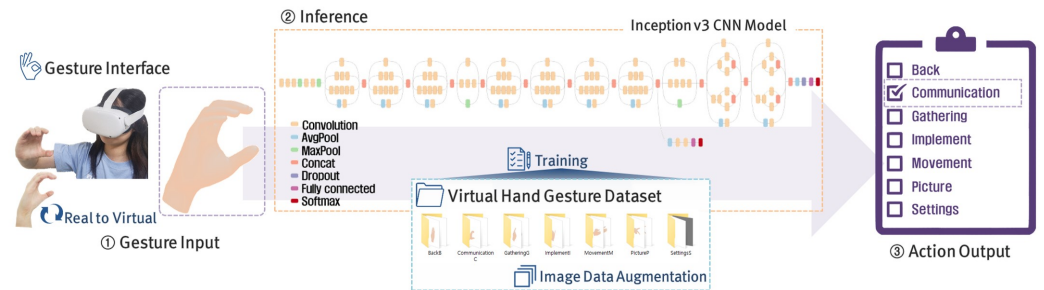 Gesture Interface
Real to Virtual
① Gesture Input
② Inference
Inception v3 CNN Model
Convolution
AvgPool
MaxPool
Concat
Dropout
Fully connected
Softmax
Training
Virtual Hand Gesture Dataset
BackB
Communication
C
GatheringG
ImplementI
MovementM
PictureP
SettingsS
Image Data Augmentation
Back
Communication
Gathering
Implement
Movement
Picture
Settings
③ Action Output